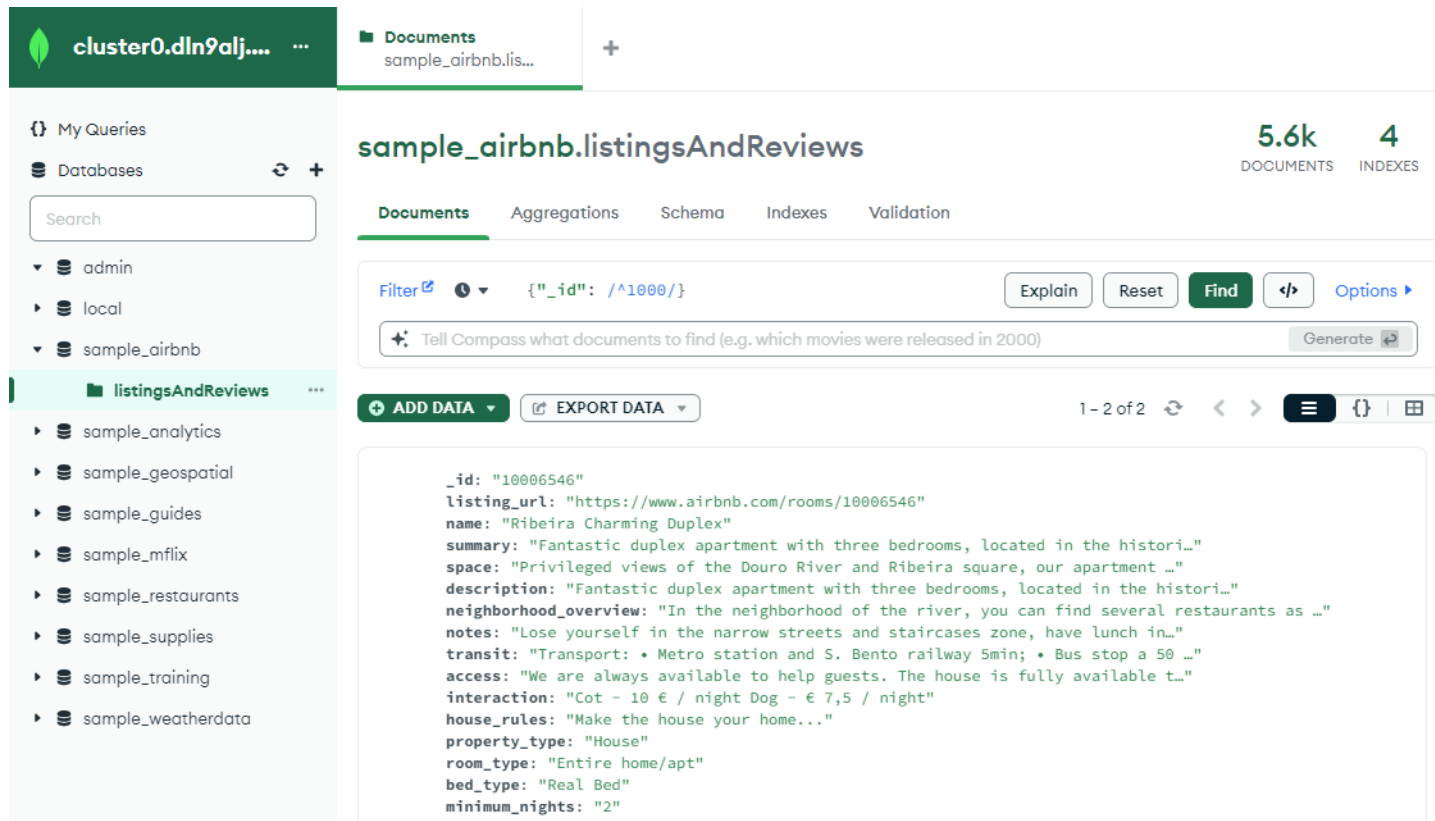 cluster0.dln9alj.... ...
Documents
sample_airbnb.lis...
{} My Queries
Databases
Search
admin
local
sample_airbnb
listingsAndReviews ...
sample_analytics
sample_geospatial
sample_guides
sample_mflix
sample_restaurants
sample_supplies
sample_training
sample_weatherdata
sample_airbnb.listingsAndReviews
5.6k
DOCUMENTS
4
INDEXES
Documents Aggregations Schema Indexes Validation
Filter {"_id": /^1000/} Explain Reset Find </> Options
Tell Compass what documents to find (e.g. which movies were released in 2000) Generate
ADD DATA EXPORT DATA 1 – 2 of 2 {}
_id: "10006546"
listing_url: "https://www.airbnb.com/rooms/10006546"
name: "Ribeira Charming Duplex"
summary: "Fantastic duplex apartment with three bedrooms, located in the histori…"
space: "Privileged views of the Douro River and Ribeira square, our apartment …"
description: "Fantastic duplex apartment with three bedrooms, located in the histori…"
neighborhood_overview: "In the neighborhood of the river, you can find several restaurants as …"
notes: "Lose yourself in the narrow streets and staircases zone, have lunch in…"
transit: "Transport: • Metro station and S. Bento railway 5min; • Bus stop a 50 …"
access: "We are always available to help guests. The house is fully available t…"
interaction: "Cot - 10 € / night Dog - € 7,5 / night"
house_rules: "Make the house your home..."
property_type: "House"
room_type: "Entire home/apt"
bed_type: "Real Bed"
minimum_nights: "2"